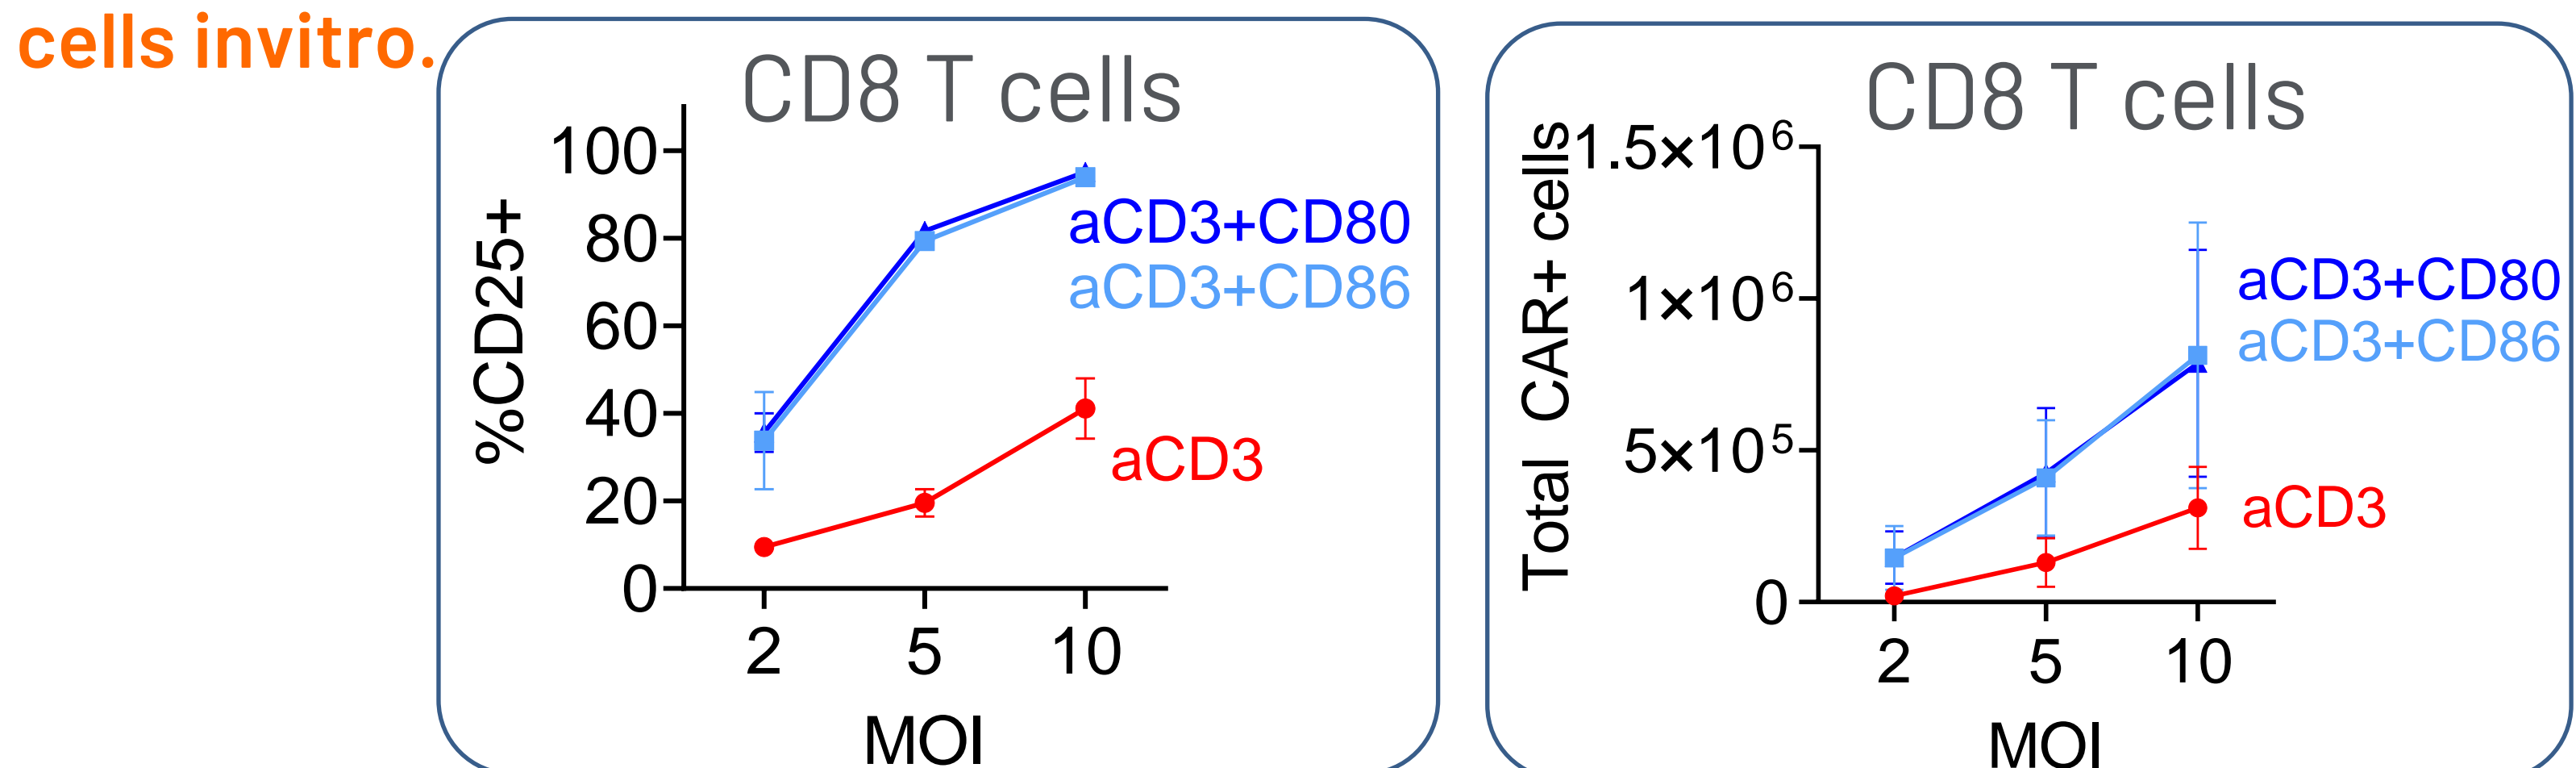 cells invitro.
CD8 T cells
%CD25+
100
80
60
40
20
0
2 5 10
MOI
aCD3+CD80
aCD3+CD86
aCD3
CD8 T cells
Total CAR+ cells
1.5×10⁶
1×10⁶
5×10⁵
0
2 5 10
MOI
aCD3+CD80
aCD3+CD86
aCD3